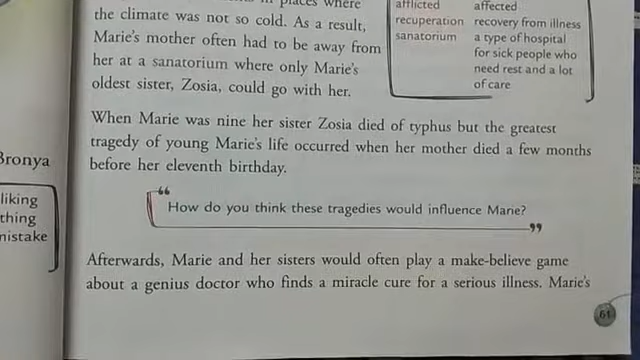 places where
the climate was not so cold. As a result,
Marie's mother often had to be away from
her at a sanatorium where only Marie's
oldest sister, Zosia, could go with her.
afflicted affected
recuperation recovery from illness
sanatorium a type of hospital
for sick people who
need rest and a lot
of care
When Marie was nine her sister Zosia died of typhus but the greatest
tragedy of young Marie's life occurred when her mother died a few months
before her eleventh birthday.
Bronya
liking
thing
mistake
“ How do you think these tragedies would influence Marie? ”
Afterwards, Marie and her sisters would often play a make-believe game
about a genius doctor who finds a miracle cure for a serious illness. Marie's
61